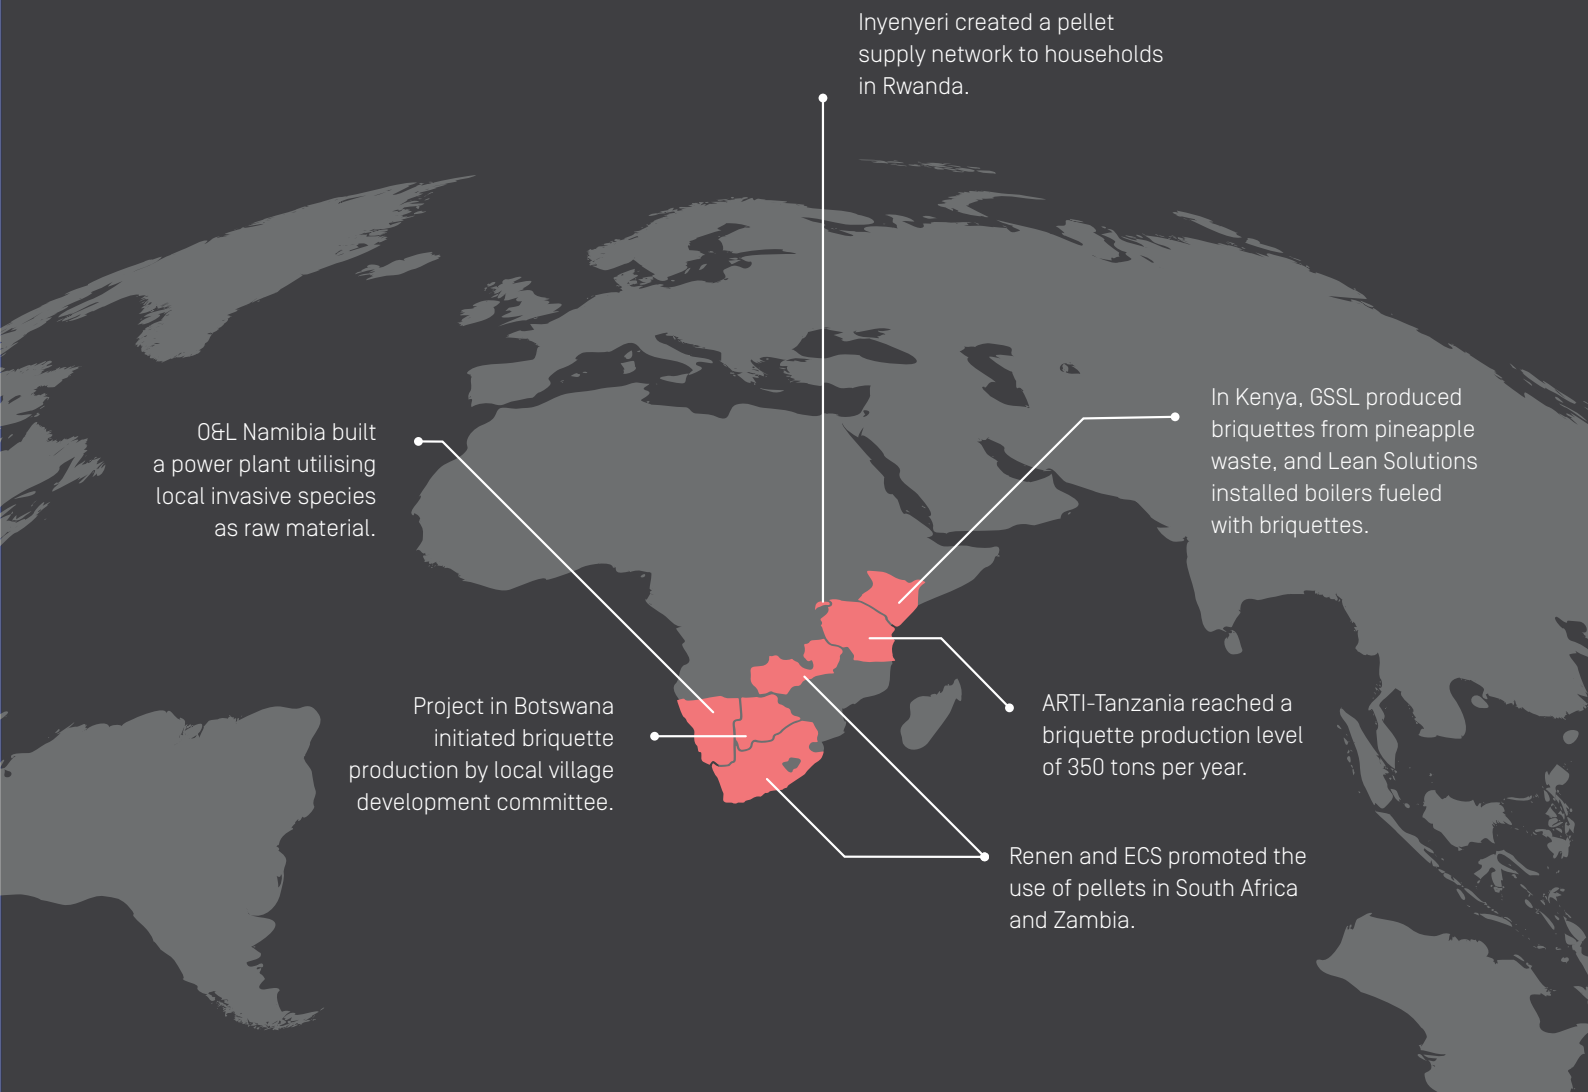 Inyenyeri created a pellet
supply network to households
in Rwanda.
In Kenya, GSSL produced
briquettes from pineapple
waste, and Lean Solutions
installed boilers fueled
with briquettes.
O&L Namibia built
a power plant utilising
local invasive species
as raw material.
Project in Botswana
initiated briquette
production by local village
development committee.
ARTI-Tanzania reached a
briquette production level
of 350 tons per year.
Renen and ECS promoted the
use of pellets in South Africa
and Zambia.